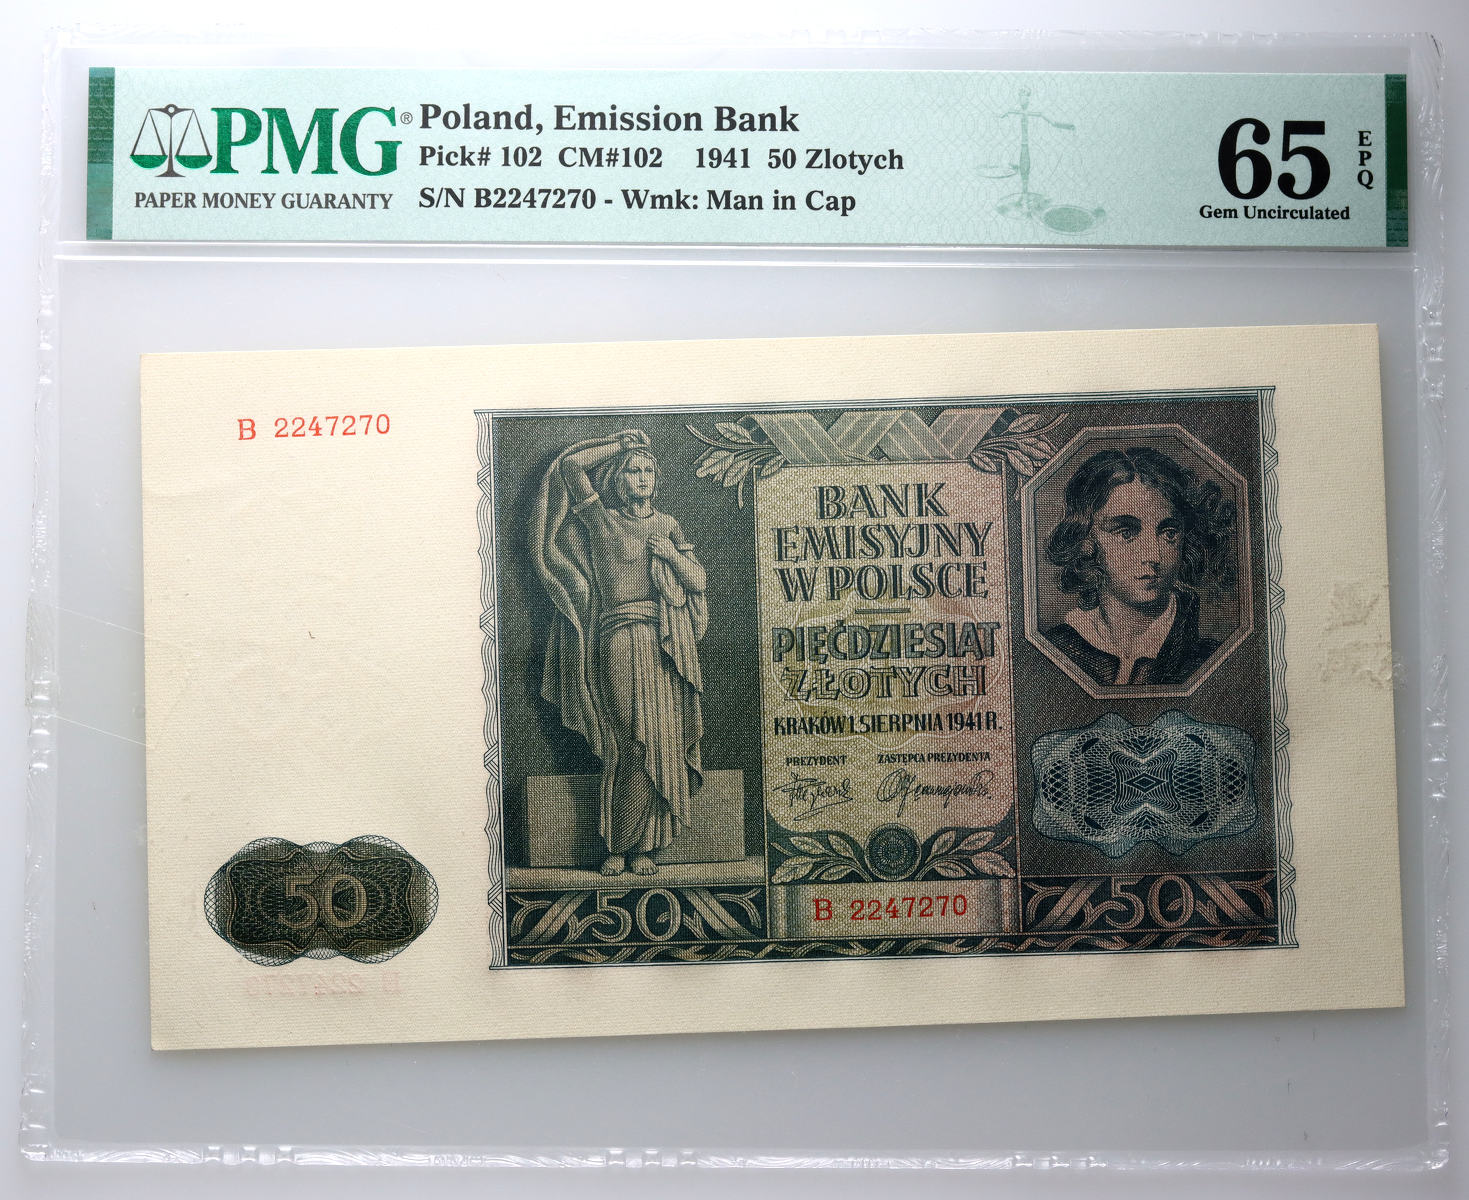 PMG®
PAPER MONEY GUARANTY
Poland, Emission Bank
Pick# 102 CM#102 1941 50 Zlotych
S/N B2247270 - Wmk: Man in Cap
65
EPQ
Gem Uncirculated
B 2247270
BANK
EMISYJNY
W POLSCE
PIĘĆDZIESIĄT
ZŁOTYCH
KRAKÓW 1. SIERPNIA 1941 R.
PREZYDENT ZASTĘPCA PREZYDENTA
50
50
B 2247270
50
B 2247270